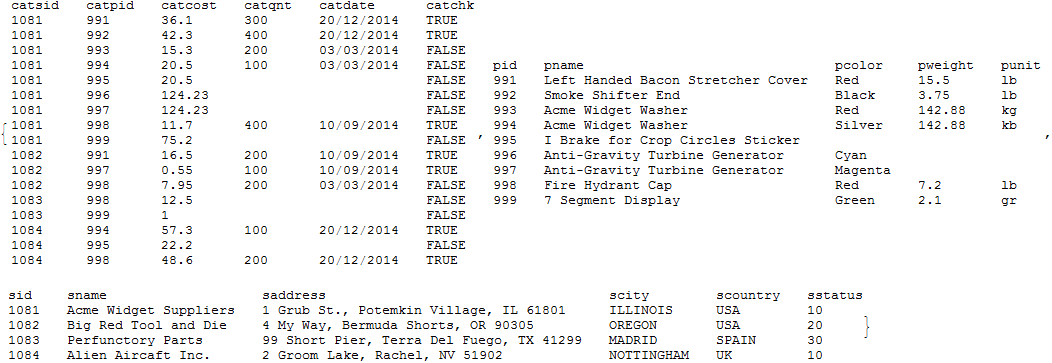 catsid catpid catcost catqnt catdate catchk
1081 991 36.1 300 20/12/2014 TRUE
1081 992 42.3 400 20/12/2014 TRUE
1081 993 15.3 200 03/03/2014 FALSE
1081 994 20.5 100 03/03/2014 FALSE
1081 995 20.5 FALSE
1081 996 124.23 FALSE
1081 997 124.23 FALSE
{ 1081 998 11.7 400 10/09/2014 TRUE
1081 999 75.2 FALSE ,
1082 991 16.5 200 10/09/2014 TRUE
1082 997 0.55 100 10/09/2014 TRUE
1082 998 7.95 200 03/03/2014 FALSE
1083 998 12.5 FALSE
1083 999 1 FALSE
1084 994 57.3 100 20/12/2014 TRUE
1084 995 22.2 FALSE
1084 998 48.6 200 20/12/2014 TRUE
pid pname pcolor pweight punit
991 Left Handed Bacon Stretcher Cover Red 15.5 lb
992 Smoke Shifter End Black 3.75 lb
993 Acme Widget Washer Red 142.88 kg
994 Acme Widget Washer Silver 142.88 kb
995 I Brake for Crop Circles Sticker ,
996 Anti-Gravity Turbine Generator Cyan
997 Anti-Gravity Turbine Generator Magenta
998 Fire Hydrant Cap Red 7.2 lb
999 7 Segment Display Green 2.1 gr
sid sname saddress scity scountry sstatus
1081 Acme Widget Suppliers 1 Grub St., Potemkin Village, IL 61801 ILLINOIS USA 10
1082 Big Red Tool and Die 4 My Way, Bermuda Shorts, OR 90305 OREGON USA 20 }
1083 Perfunctory Parts 99 Short Pier, Terra Del Fuego, TX 41299 MADRID SPAIN 30
1084 Alien Aircaft Inc. 2 Groom Lake, Rachel, NV 51902 NOTTINGHAM UK 10